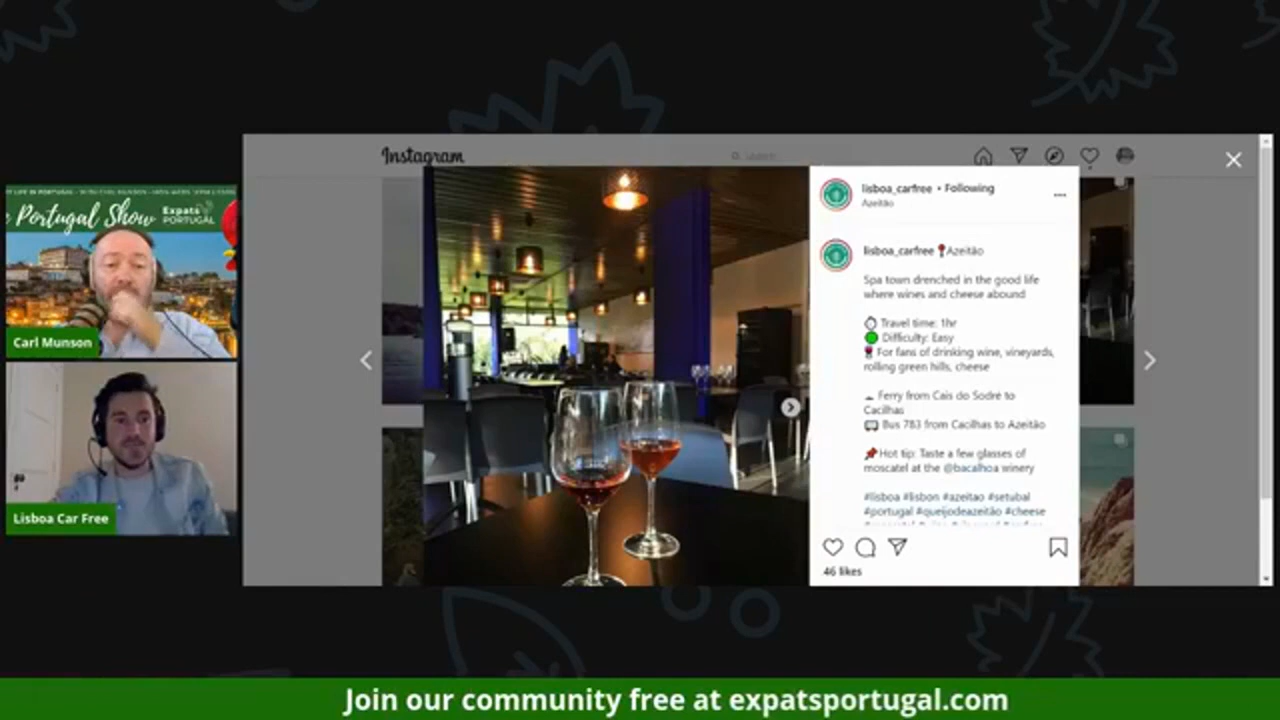 Portugal Show
Expats
PORTUGAL
Carl Munson
Lisboa Car Free
Instagram
Search
lisboa_carfree • Following
Azeitão
lisboa_carfree 📍Azeitão
Spa town drenched in the good life
where wines and cheese abound
Travel time: 1hr
Difficulty: Easy
For fans of drinking wine, vineyards,
rolling green hills, cheese
Ferry from Cais do Sodré to
Cacilhas
Bus 783 from Cacilhas to Azeitão
📌Hot tip: Taste a few glasses of
moscatel at the @bacalhoa winery
#lisboa #lisbon #azeitao #setubal
#portugal #queijodeazeitão #cheese
46 likes
Join our community free at expatsportugal.com